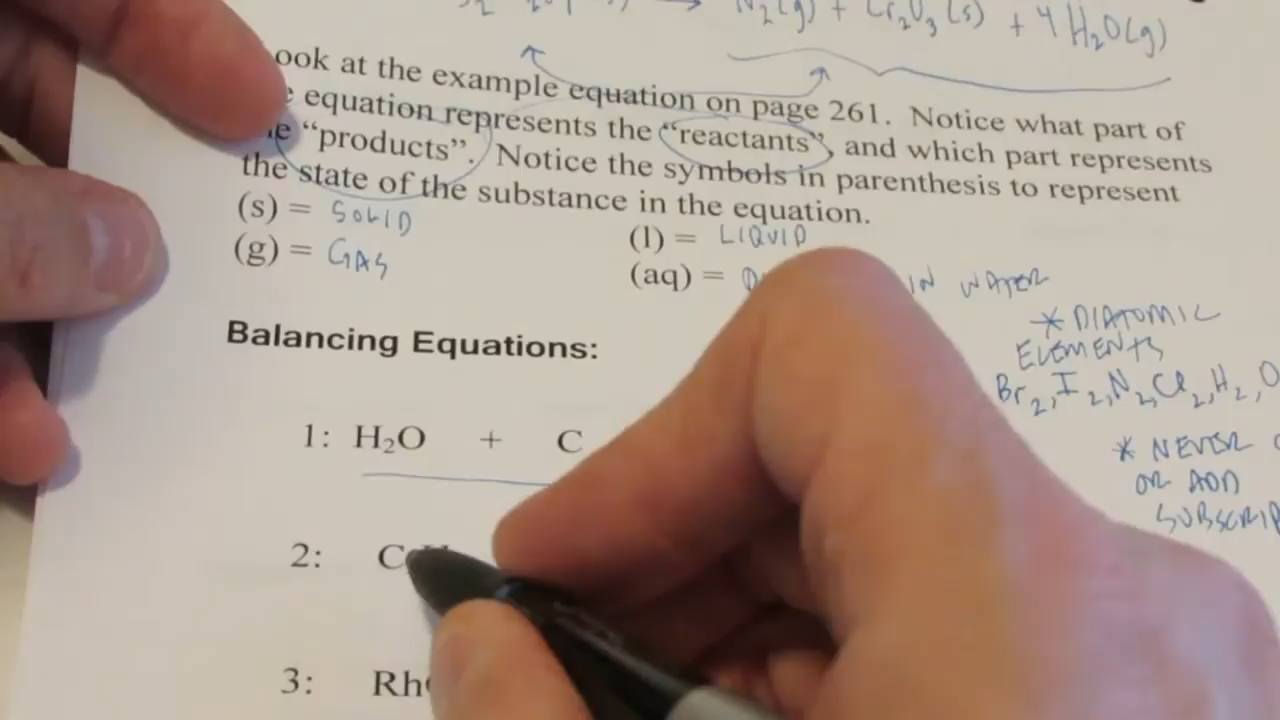 N₂(g) + Cr₂O₃(s) + 4H₂O(g)
ook at the example equation on page 261. Notice what part of
equation represents the “reactants”, and which part represents
“products”. Notice the symbols in parenthesis to represent
the state of the substance in the equation.
(s) = SOLID
(l) = LIQUID
(g) = GAS
(aq) = IN WATER
* DIATOMIC
ELEMENTS
Br₂, I₂, N₂, Cl₂, H₂, O
Balancing Equations:
1: H₂O + C
* NEVER
OR ADD
SUBSCRIP
2: C
3: Rh